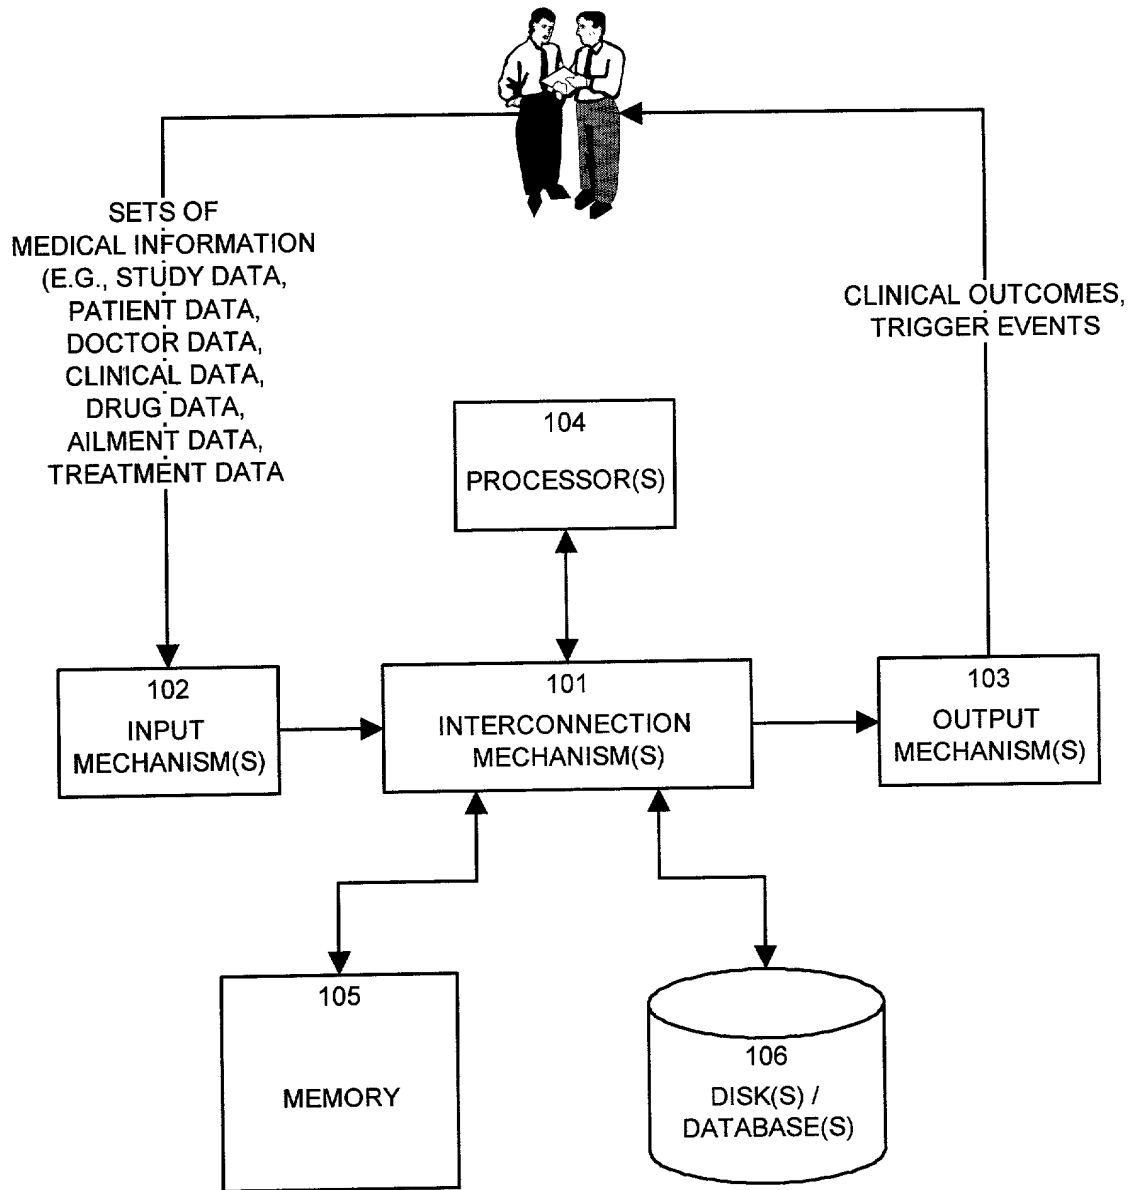 SETS OF
MEDICAL INFORMATION
(E.G., STUDY DATA,
PATIENT DATA,
DOCTOR DATA,
CLINICAL DATA,
DRUG DATA,
AILMENT DATA,
TREATMENT DATA
CLINICAL OUTCOMES,
TRIGGER EVENTS
104
PROCESSOR(S)
102
INPUT
MECHANISM(S)
101
INTERCONNECTION
MECHANISM(S)
103
OUTPUT
MECHANISM(S)
105
MEMORY
106
DISK(S) /
DATABASE(S)